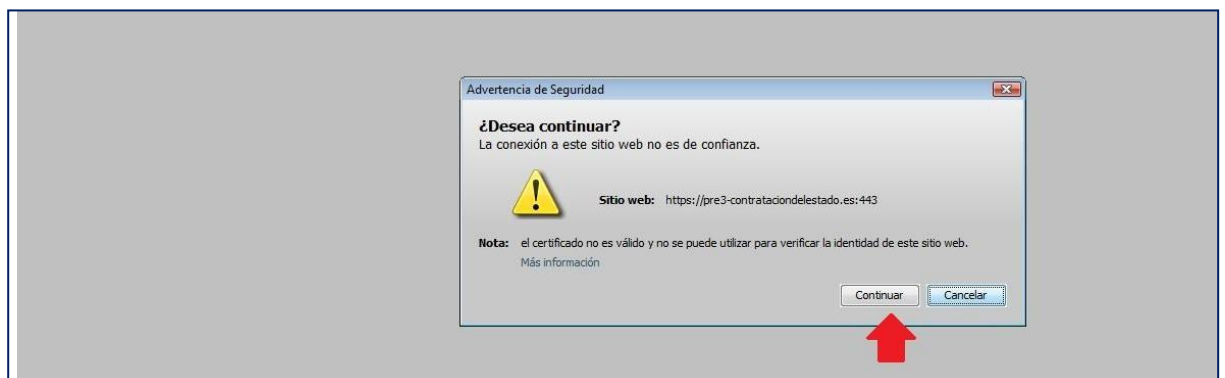 Advertencia de Seguridad
¿Desea continuar?
La conexión a este sitio web no es de confianza.
Sitio web: https://pre3-contrataciondelestado.es:443
Nota: el certificado no es válido y no se puede utilizar para verificar la identidad de este sitio web.
Más información
Continuar Cancelar